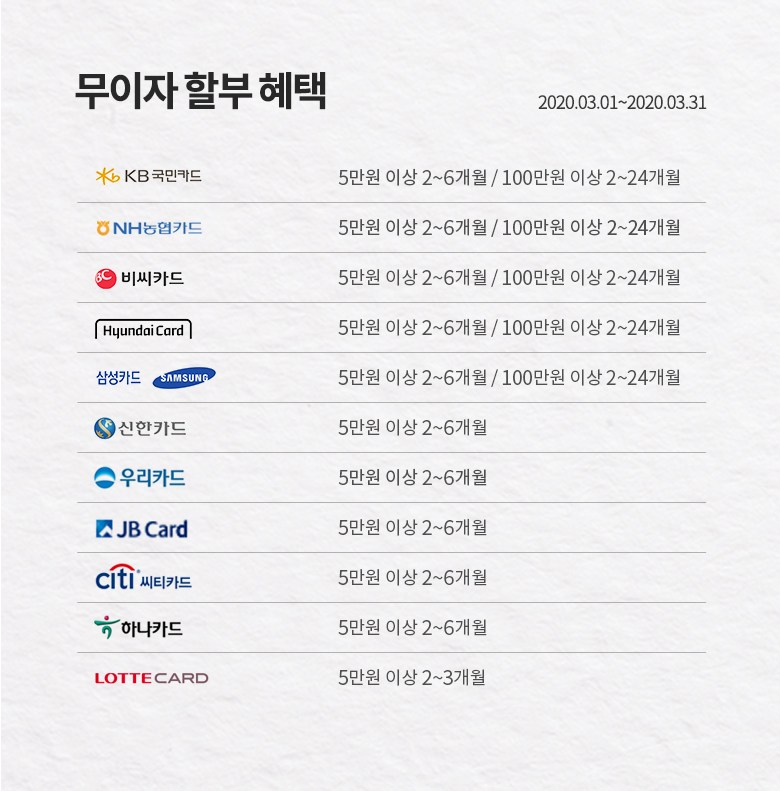 무이자 할부 혜택 2020.03.01~2020.03.31
KB 국민카드 5만원 이상 2~6개월 / 100만원 이상 2~24개월
NH농협카드 5만원 이상 2~6개월 / 100만원 이상 2~24개월
BC 비씨카드 5만원 이상 2~6개월 / 100만원 이상 2~24개월
Hyundai Card 5만원 이상 2~6개월 / 100만원 이상 2~24개월
삼성카드 SAMSUNG 5만원 이상 2~6개월 / 100만원 이상 2~24개월
신한카드 5만원 이상 2~6개월
우리카드 5만원 이상 2~6개월
JB Card 5만원 이상 2~6개월
citi 씨티카드 5만원 이상 2~6개월
하나카드 5만원 이상 2~6개월
LOTTE CARD 5만원 이상 2~3개월